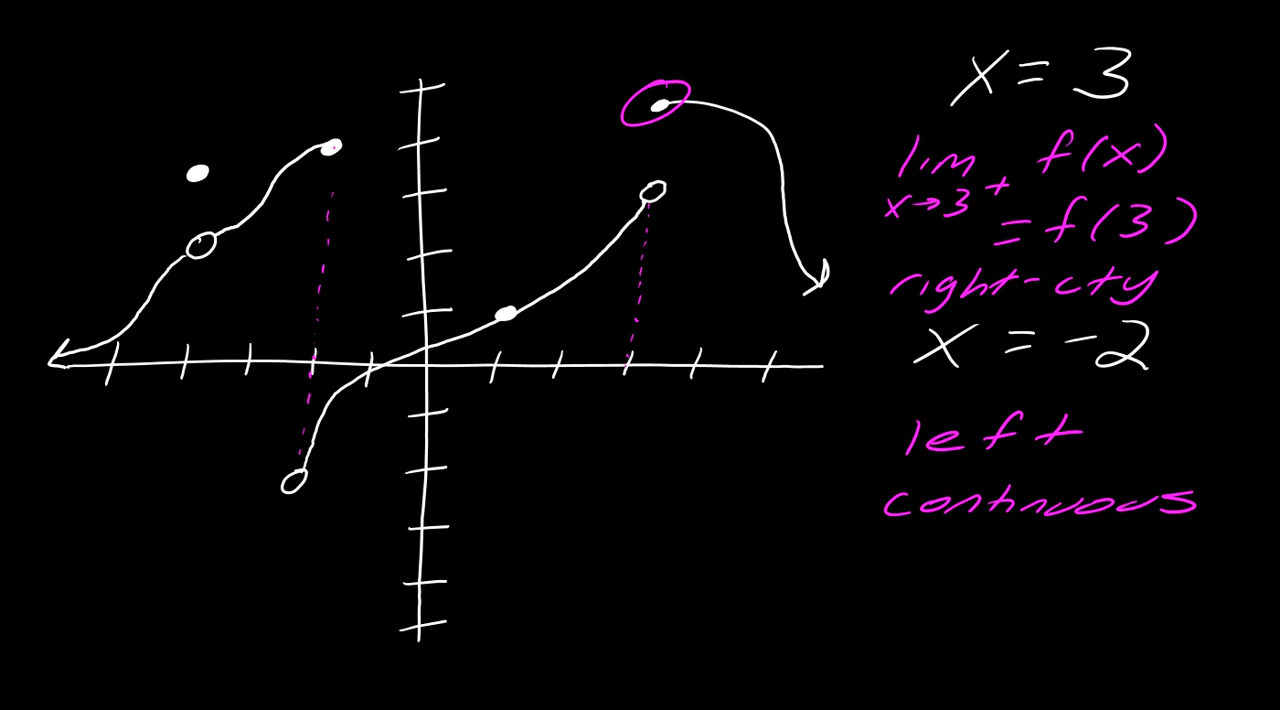 x = 3
lim f(x)
x→3⁺
= f(3)
right-cty
x = -2
left
continuous